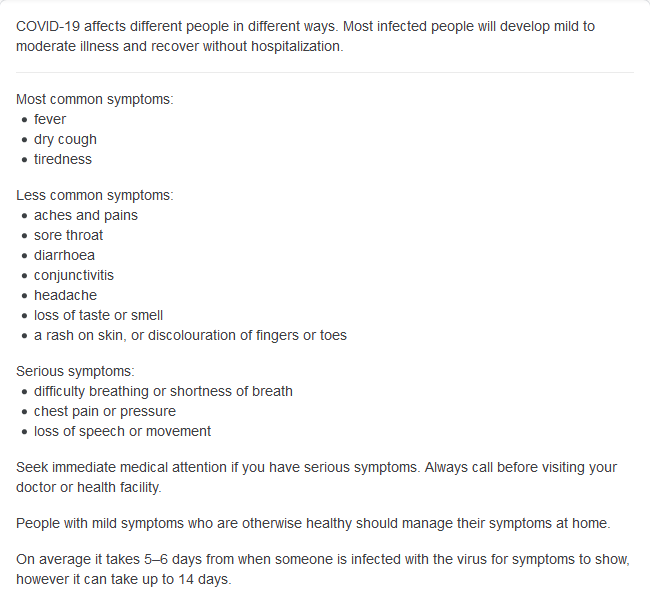 COVID-19 affects different people in different ways. Most infected people will develop mild to
moderate illness and recover without hospitalization.
Most common symptoms:
• fever
• dry cough
• tiredness
Less common symptoms:
• aches and pains
• sore throat
• diarrhoea
• conjunctivitis
• headache
• loss of taste or smell
• a rash on skin, or discolouration of fingers or toes
Serious symptoms:
• difficulty breathing or shortness of breath
• chest pain or pressure
• loss of speech or movement
Seek immediate medical attention if you have serious symptoms. Always call before visiting your
doctor or health facility.
People with mild symptoms who are otherwise healthy should manage their symptoms at home.
On average it takes 5–6 days from when someone is infected with the virus for symptoms to show,
however it can take up to 14 days.